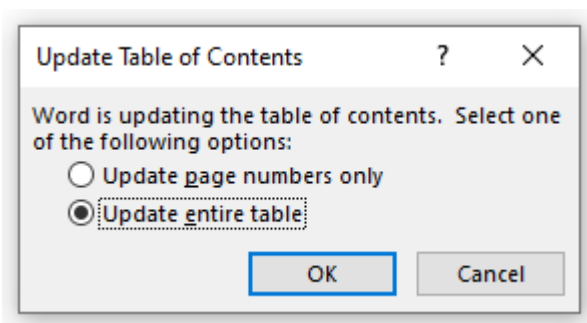 Update Table of Contents ?
Word is updating the table of contents. Select one
of the following options:
Update page numbers only
Update entire table
OK Cancel